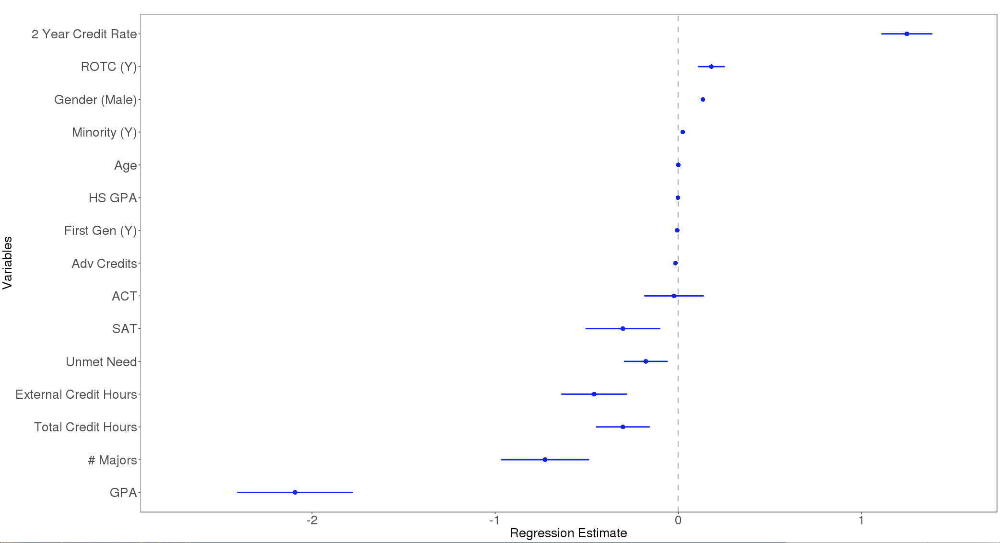 2 Year Credit Rate
ROTC (Y)
Gender (Male)
Minority (Y)
Age
HS GPA
First Gen (Y)
Adv Credits
ACT
SAT
Unmet Need
External Credit Hours
Total Credit Hours
# Majors
GPA
Variables
-2 -1 0 1
Regression Estimate